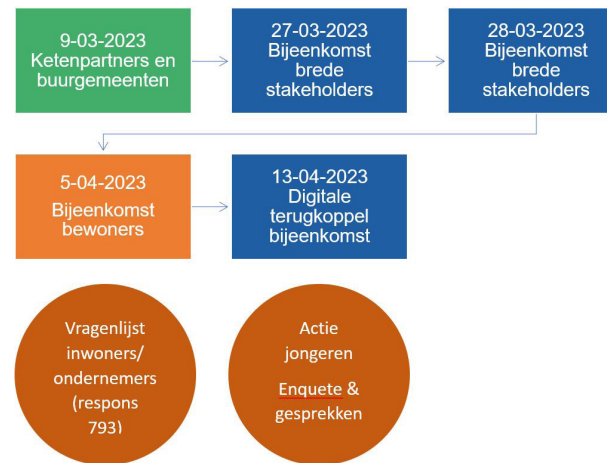 9-03-2023
Ketenpartners en
buurgemeenten
27-03-2023
Bijeenkomst
brede
stakeholders
28-03-2023
Bijeenkomst
brede
stakeholders
5-04-2023
Bijeenkomst
bewoners
13-04-2023
Digitale
terugkoppel
bijeenkomst
Vragenlijst
inwoners/
ondernemers
(respons
793)
Actie
jongeren
Enquete &
gesprekken